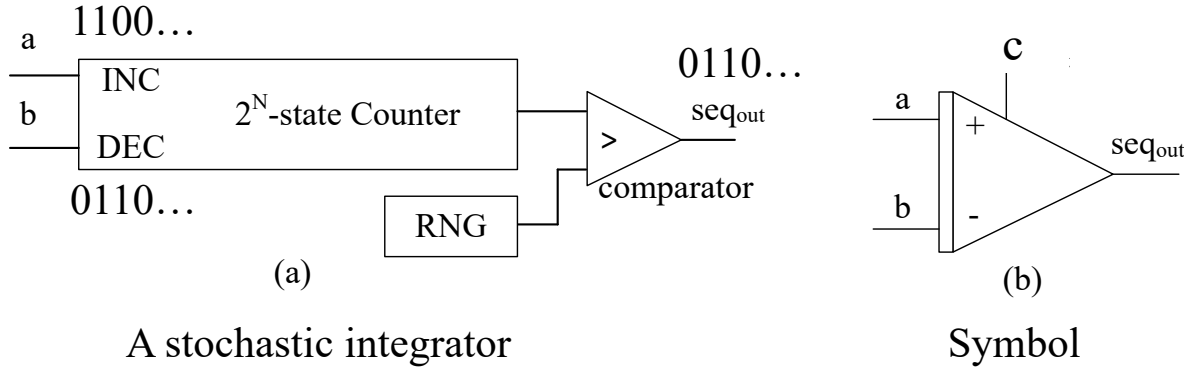 1100…
a
INC
b
2^N-state Counter
DEC
0110…
>
0110…
seq_out
comparator
RNG
(a)
A stochastic integrator
c
a
+
seq_out
b
-
(b)
Symbol